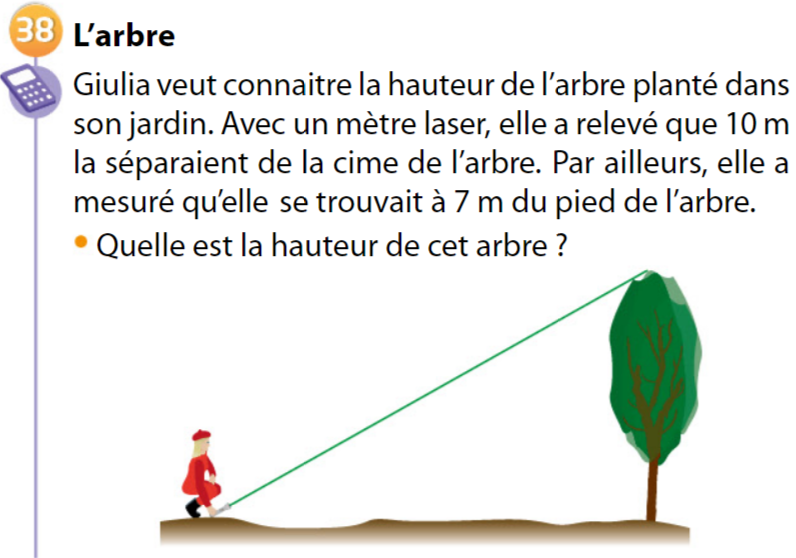 38 L'arbre
Giulia veut connaitre la hauteur de l'arbre planté dans
son jardin. Avec un mètre laser, elle a relevé que 10 m
la séparaient de la cime de l'arbre. Par ailleurs, elle a
mesuré qu'elle se trouvait à 7 m du pied de l'arbre.
• Quelle est la hauteur de cet arbre ?